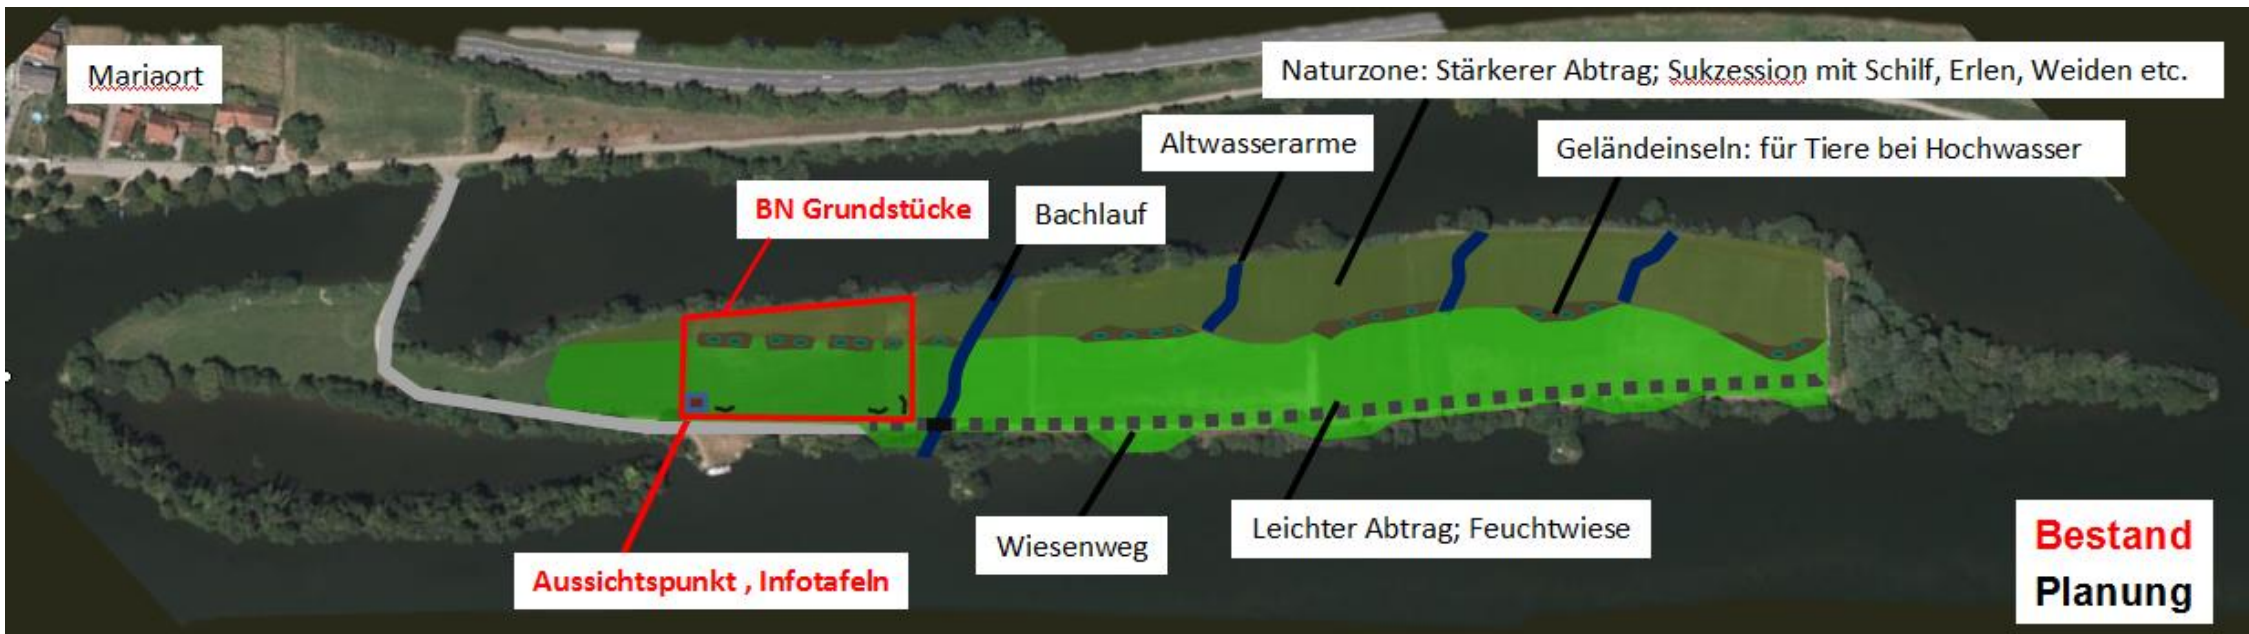 Mariaort
Naturzone: Stärkerer Abtrag; Sukzession mit Schilf, Erlen, Weiden etc.
Altwasserarme
Geländeinseln: für Tiere bei Hochwasser
BN Grundstücke
Bachlauf
Wiesenweg
Leichter Abtrag; Feuchtwiese
Aussichtspunkt , Infotafeln
Bestand
Planung